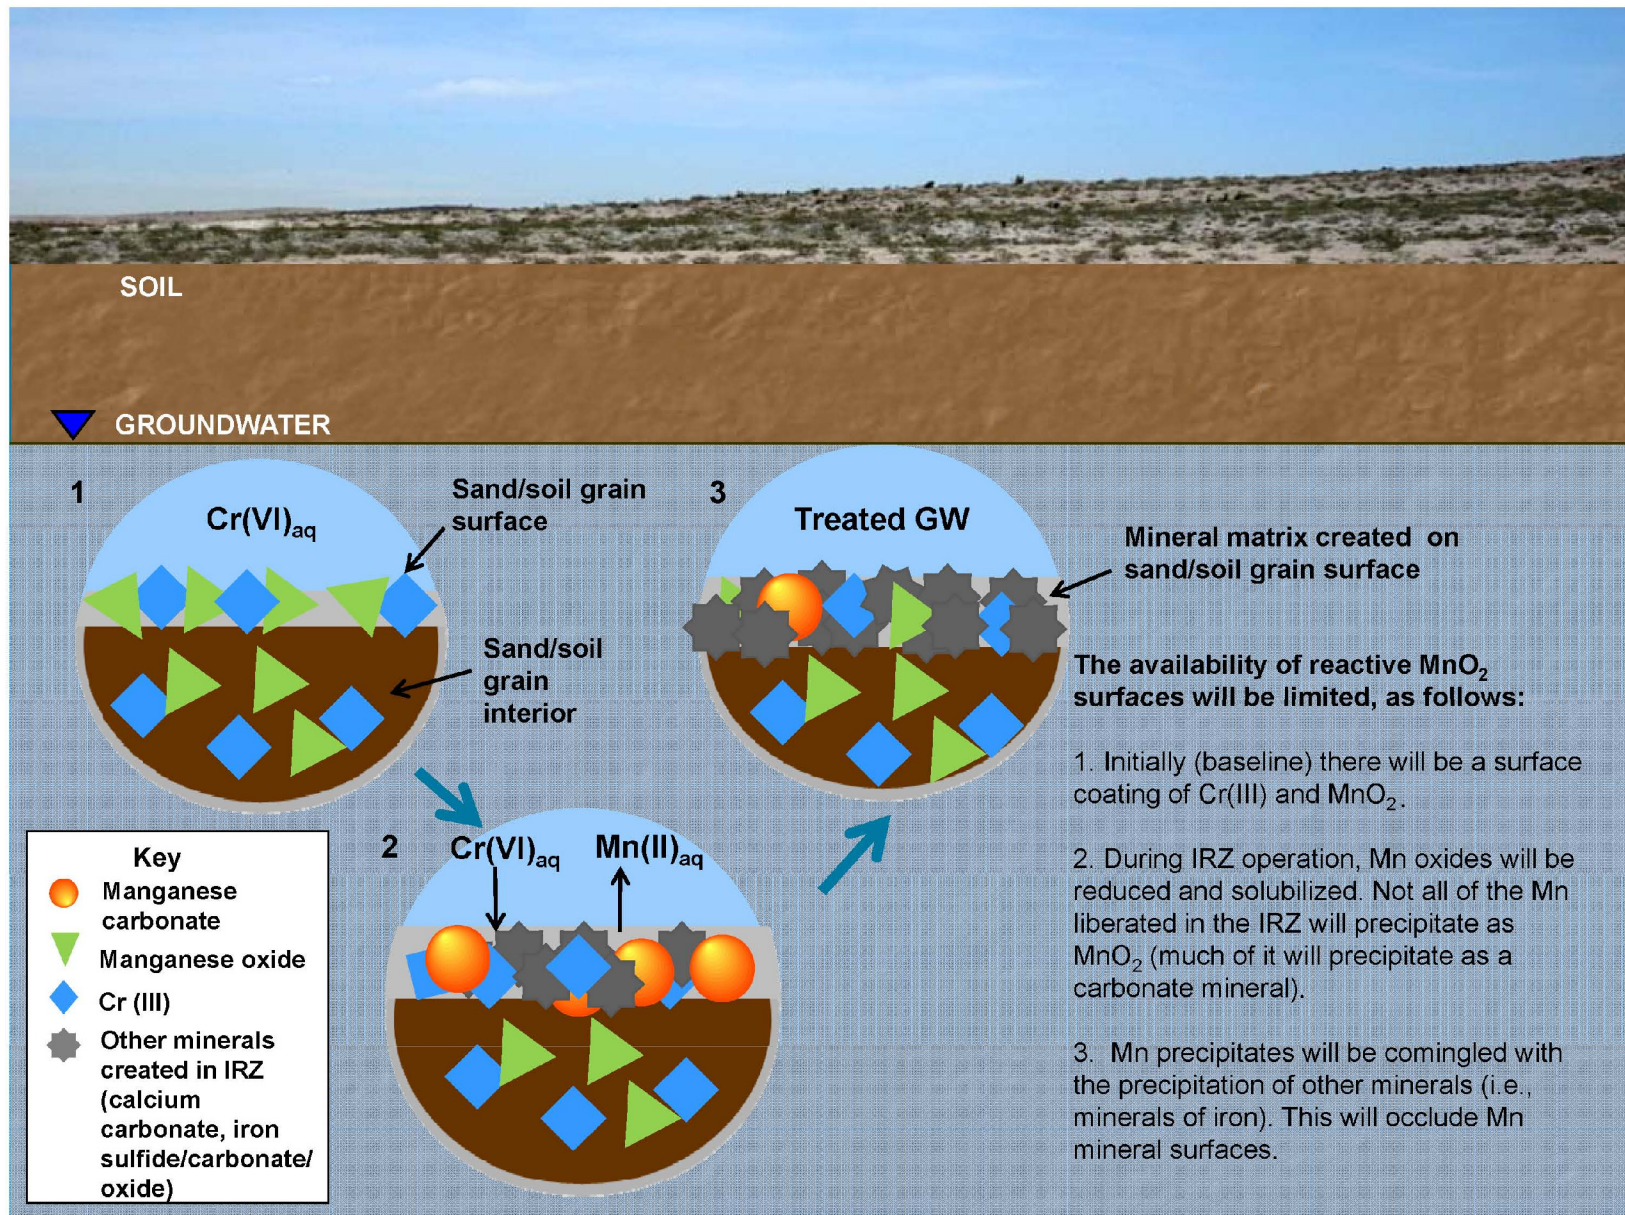 SOIL
GROUNDWATER
1
Cr(VI)aq
Sand/soil grain
surface
Sand/soil
grain
interior
2
Cr(VI)aq
Mn(II)aq
3
Treated GW
Mineral matrix created on
sand/soil grain surface
Key
Manganese
carbonate
Manganese oxide
Cr (III)
Other minerals
created in IRZ
(calcium
carbonate, iron
sulfide/carbonate/
oxide)
The availability of reactive MnO2
surfaces will be limited, as follows:
1. Initially (baseline) there will be a surface
coating of Cr(III) and MnO2.
2. During IRZ operation, Mn oxides will be
reduced and solubilized. Not all of the Mn
liberated in the IRZ will precipitate as
MnO2 (much of it will precipitate as a
carbonate mineral).
3. Mn precipitates will be comingled with
the precipitation of other minerals (i.e.,
minerals of iron). This will occlude Mn
mineral surfaces.